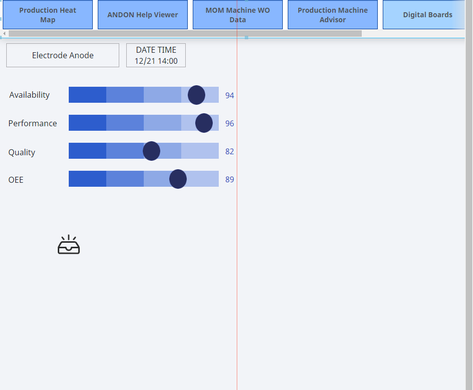 Production Heat
Map
ANDON Help Viewer
MOM Machine WO
Data
Production Machine
Advisor
Digital Boards
Electrode Anode
DATE TIME
12/21 14:00
Availability
94
Performance
96
Quality
82
OEE
89